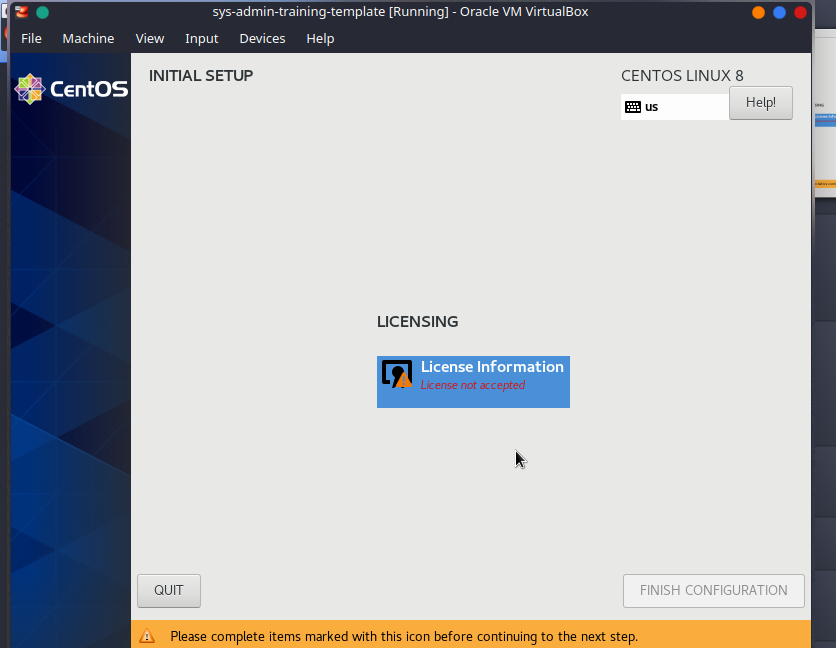 sys-admin-training-template [Running] - Oracle VM VirtualBox
File Machine View Input Devices Help
CentOS
INITIAL SETUP
CENTOS LINUX 8
us
Help!
LICENSING
License Information
License not accepted
QUIT
FINISH CONFIGURATION
Please complete items marked with this icon before continuing to the next step.